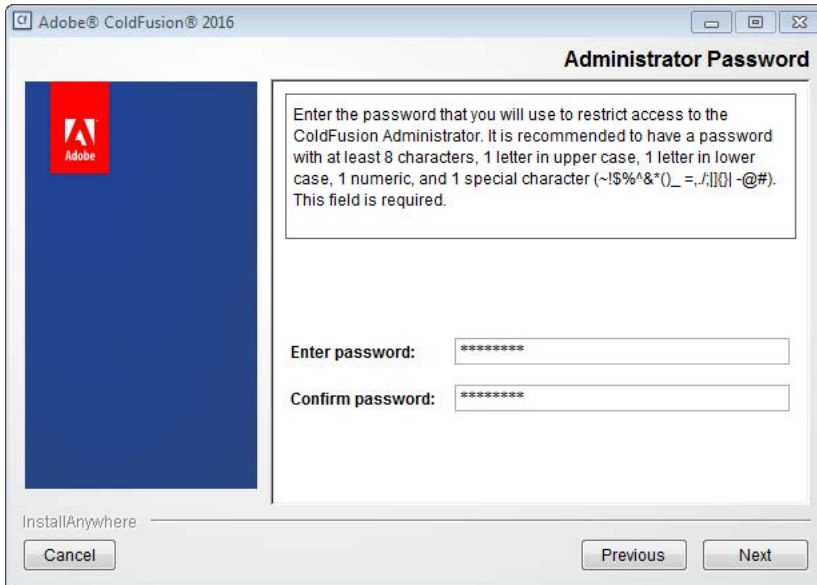 Cf Adobe® ColdFusion® 2016
Administrator Password
Adobe
Enter the password that you will use to restrict access to the
ColdFusion Administrator. It is recommended to have a password
with at least 8 characters, 1 letter in upper case, 1 letter in lower
case, 1 numeric, and 1 special character (~!$%^&*()_ =,./;[]{}| -@#).
This field is required.
Enter password: ********
Confirm password: ********
InstallAnywhere
Cancel Previous Next